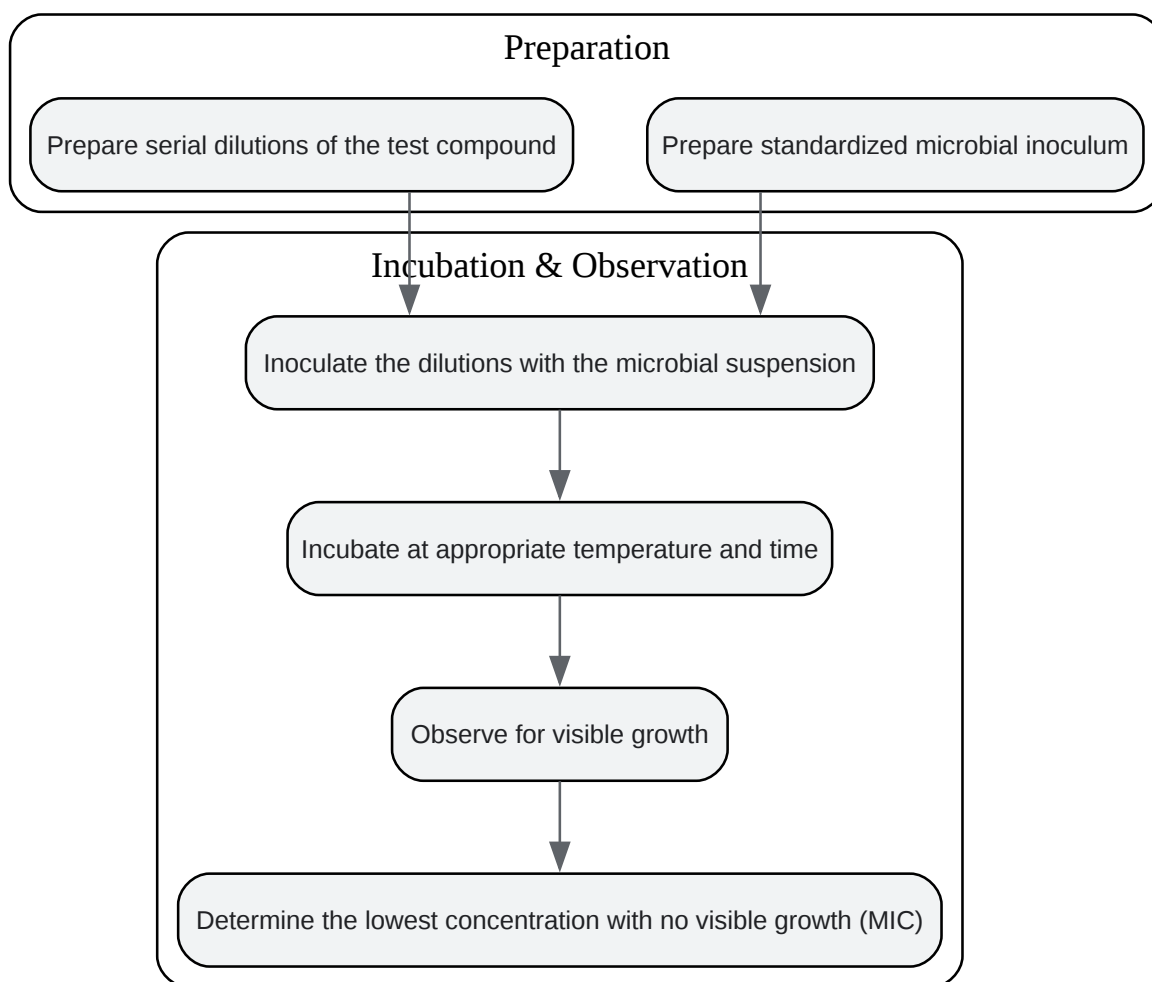 Preparation
Prepare serial dilutions of the test compound
Prepare standardized microbial inoculum
Incubation & Observation
Inoculate the dilutions with the microbial suspension
Incubate at appropriate temperature and time
Observe for visible growth
Determine the lowest concentration with no visible growth (MIC)